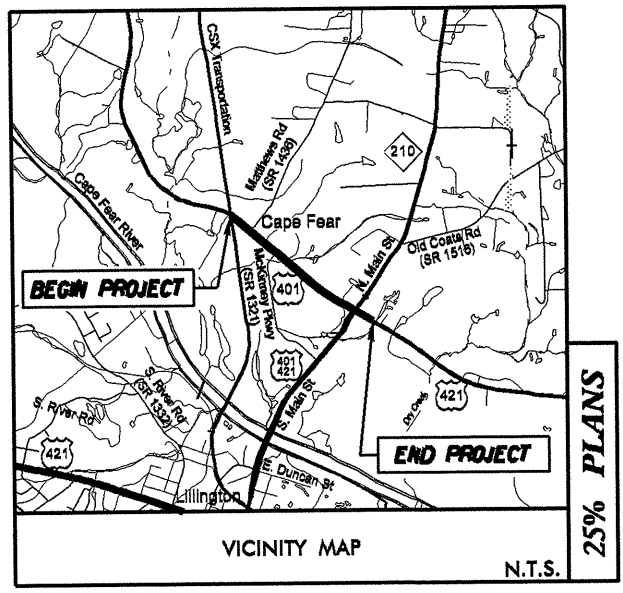 CSX Transportation
Matthews Rd
(SR 1436)
210
Cape Fear River
Cape Fear
N. Main St
Old Coats Rd
(SR 1516)
BEGIN PROJECT
McKinney Pkwy
(SR 1321)
401
401
421
S. River Rd
(SR 1332)
S. Main St
421
Dry Creek
S. River Rd
421
END PROJECT
E. Duncan St
Lillington
VICINITY MAP
N.T.S.
25% PLANS